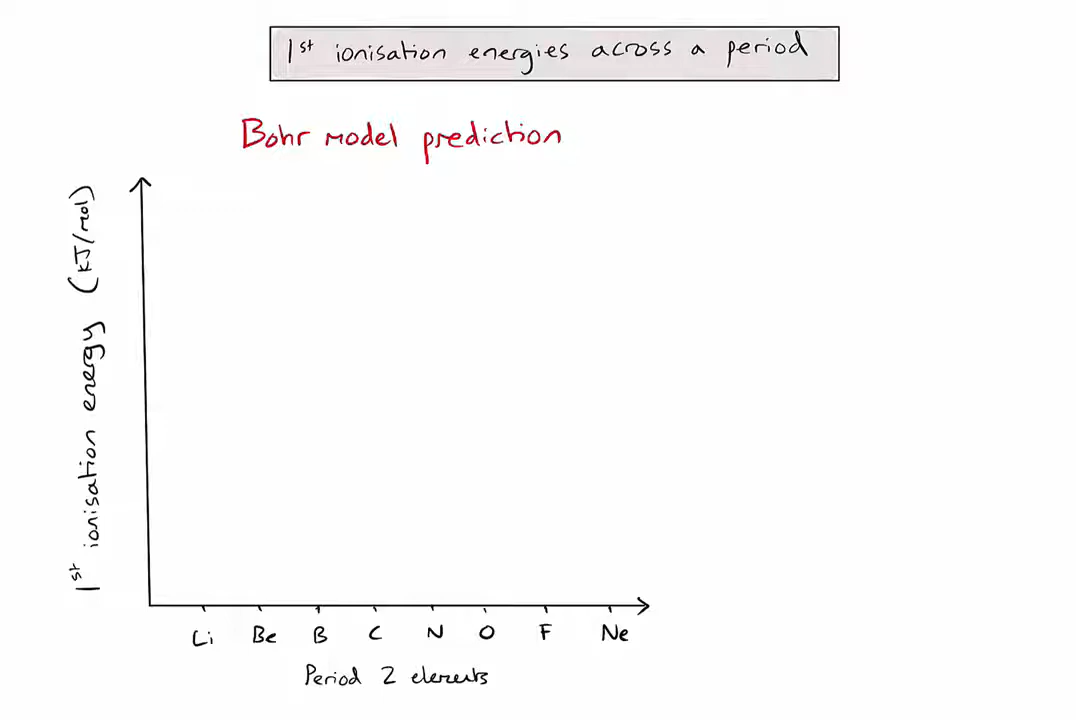 1st ionisation energies across a period
Bohr model prediction
1st ionisation energy (kJ/mol)
Li Be B C N O F Ne
Period 2 elements